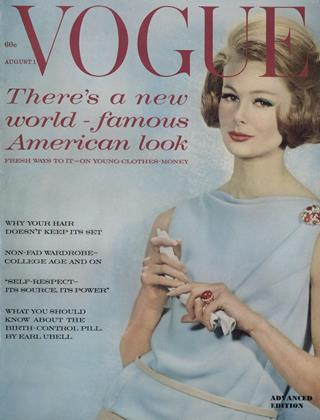 VOGUE
60c
AUGUST 1
There's a new
world-famous
American look
FRESH WAYS TO IT—ON YOUNG CLOTHES-MONEY
WHY YOUR HAIR
DOESN'T KEEP ITS SET
NON-FAD WARDROBE—
COLLEGE AGE AND ON
"SELF-RESPECT—
ITS SOURCE, ITS POWER"
WHAT YOU SHOULD
KNOW ABOUT THE
BIRTH-CONTROL PILL.
BY EARL UBELL
ADVANCED
EDITION